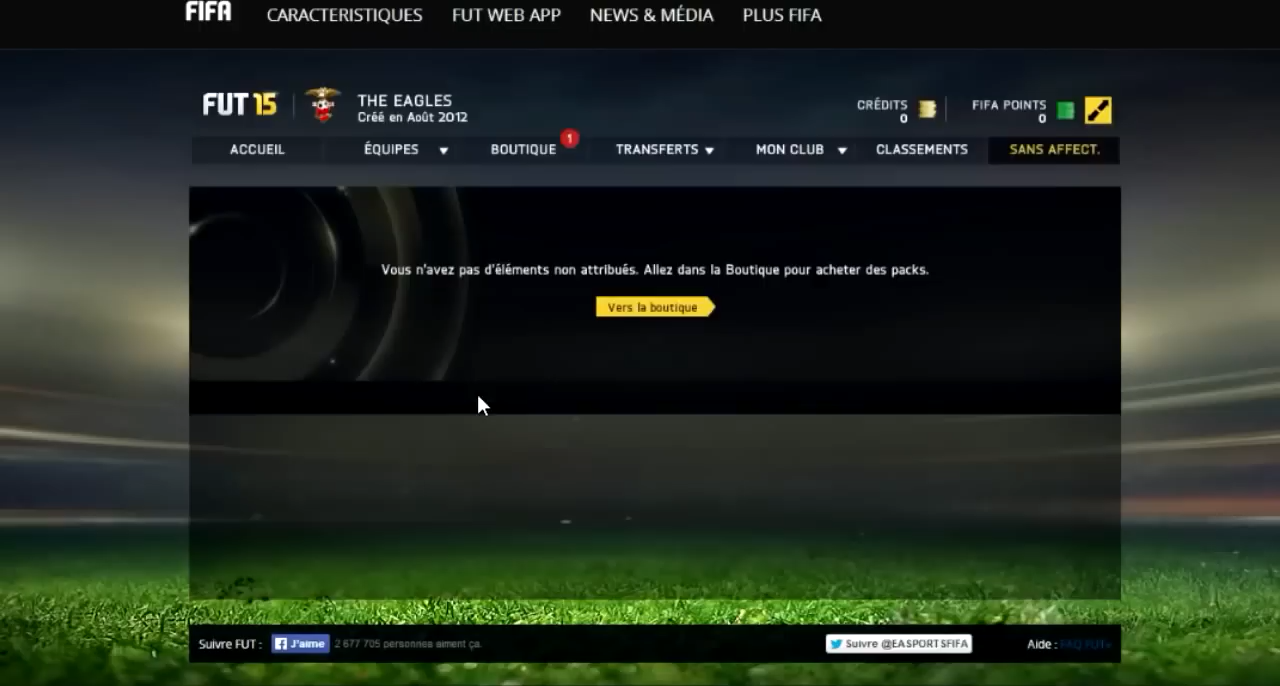 FIFA CARACTERISTIQUES FUT WEB APP NEWS & MÉDIA PLUS FIFA
FUT 15 THE EAGLES
Créé en Août 2012
CRÉDITS 0
FIFA POINTS 0
ACCUEIL ÉQUIPES BOUTIQUE 1 TRANSFERTS MON CLUB CLASSEMENTS SANS AFFECT.
Vous n'avez pas d'éléments non attribués. Allez dans la Boutique pour acheter des packs.
Vers la boutique
Suivre FUT : J'aime 2 677 705 personnes aiment ça. Suivre @EASPORTSFIFA Aide : FAQ FUT